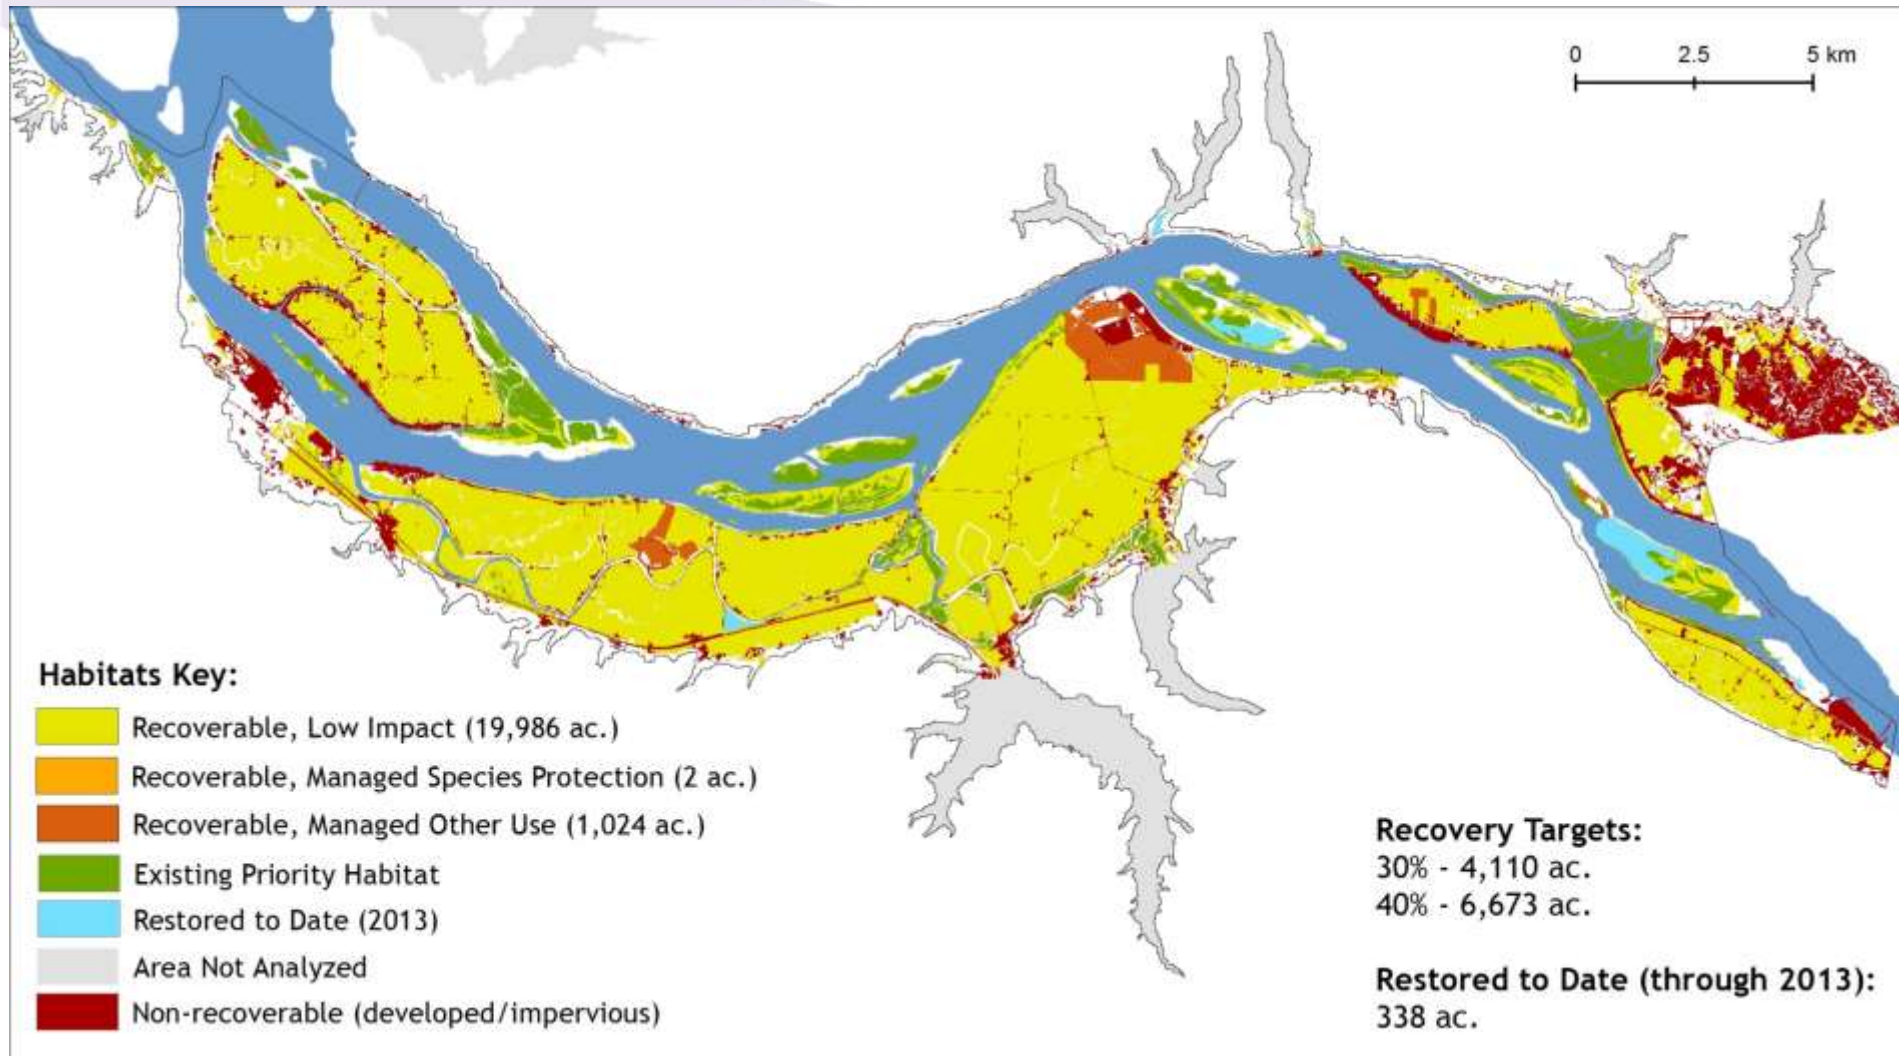 0 2.5 5 km
Habitats Key:
Recoverable, Low Impact (19,986 ac.)
Recoverable, Managed Species Protection (2 ac.)
Recoverable, Managed Other Use (1,024 ac.)
Existing Priority Habitat
Restored to Date (2013)
Area Not Analyzed
Non-recoverable (developed/impervious)
Recovery Targets:
30% - 4,110 ac.
40% - 6,673 ac.
Restored to Date (through 2013):
338 ac.